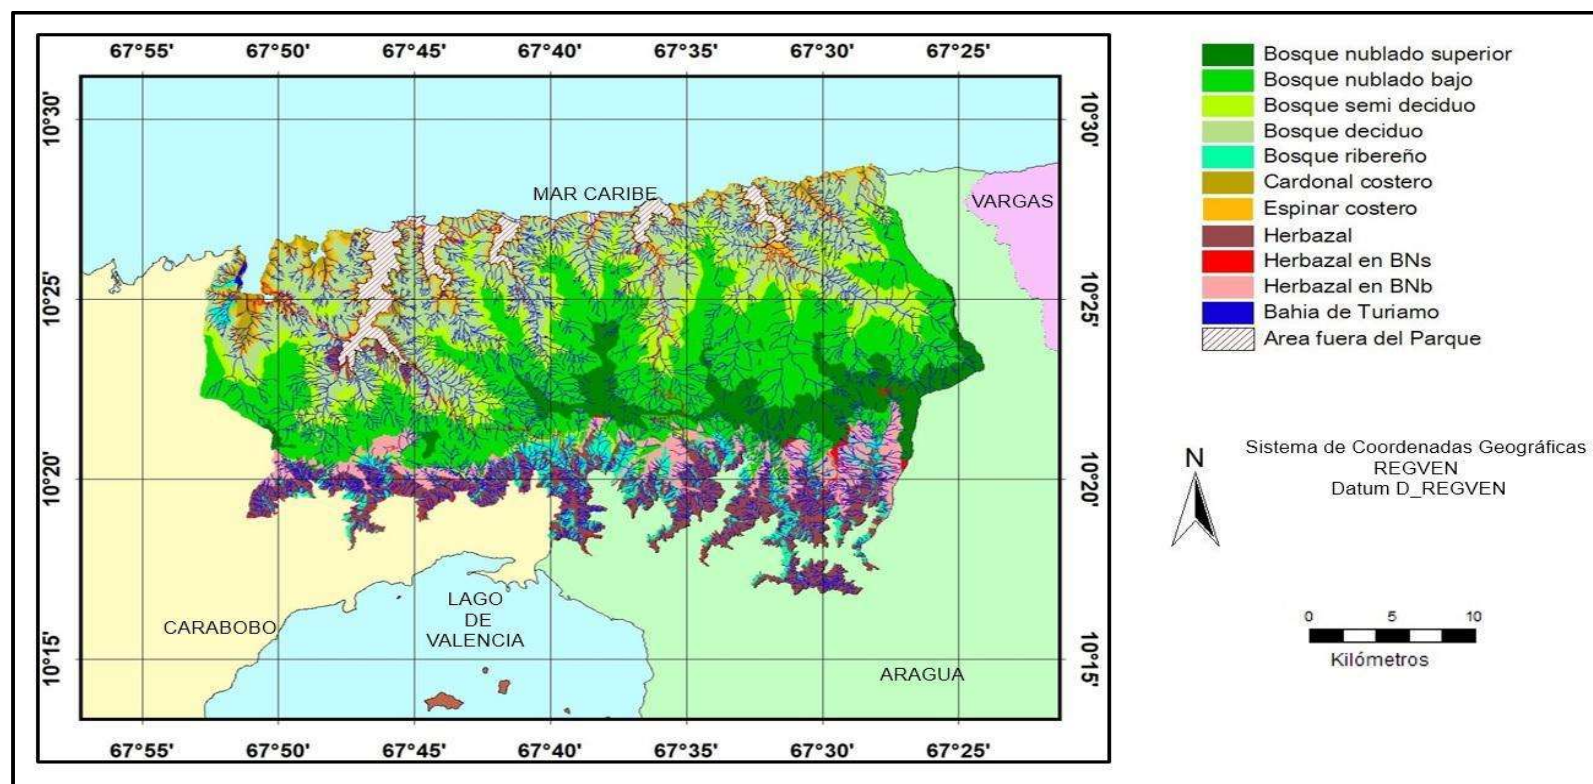 67°55' 67°50' 67°45' 67°40' 67°35' 67°30' 67°25'
10°30'
10°25'
10°20'
10°15'
MAR CARIBE
VARGAS
LAGO
DE
VALENCIA
CARABOBO
ARAGUA
10°30'
10°25'
10°20'
10°15'
67°55' 67°50' 67°45' 67°40' 67°35' 67°30' 67°25'
Bosque nublado superior
Bosque nublado bajo
Bosque semi deciduo
Bosque deciduo
Bosque ribereño
Cardonal costero
Espinar costero
Herbazal
Herbazal en BNs
Herbazal en BNb
Bahia de Turiamo
Area fuera del Parque
N
Sistema de Coordenadas Geográficas
REGVEN
Datum D_REGVEN
0 5 10
Kilómetros